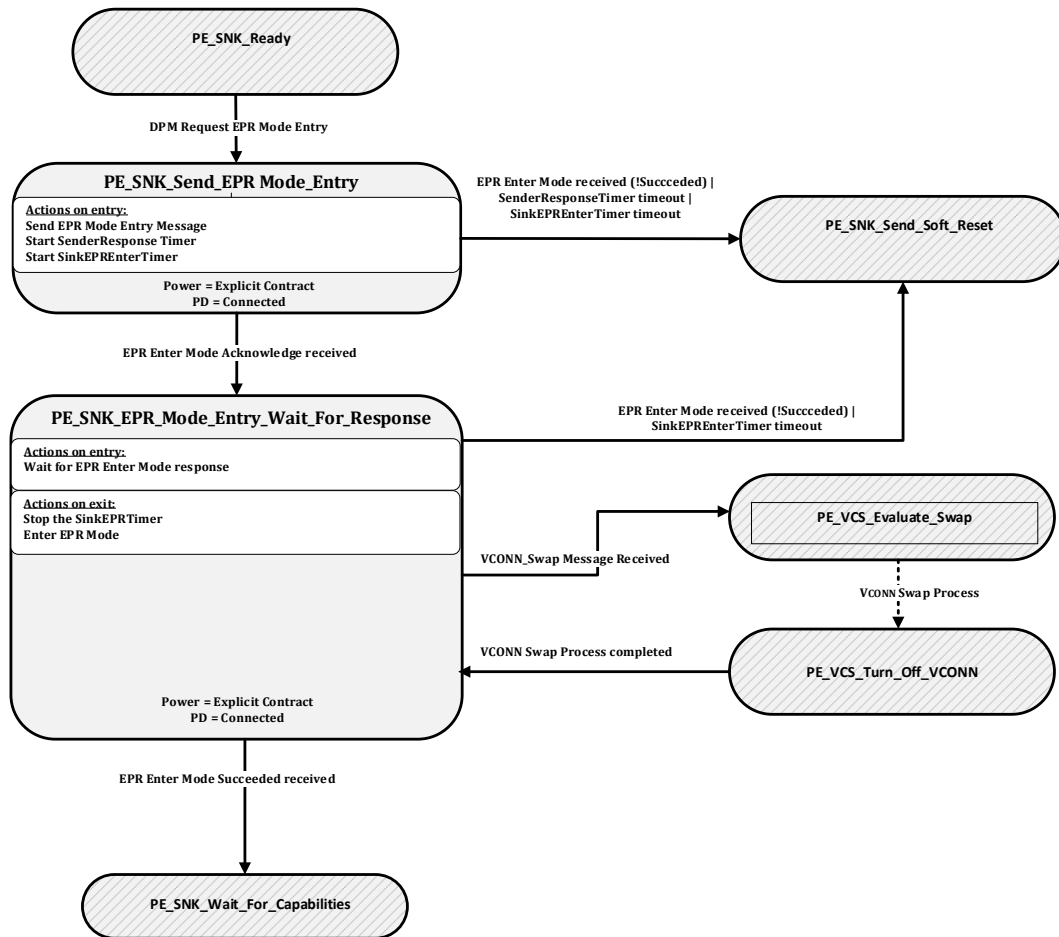 PE_SNK_Ready
DPM Request EPR Mode Entry
PE_SNK_Send_EPR Mode_Entry
Actions on entry:
Send EPR Mode Entry Message
Start SenderResponse Timer
Start SinkEPREnterTimer
Power = Explicit Contract
PD = Connected
EPR Enter Mode received (!Succceded) |
SenderResponseTimer timeout |
SinkEPREnterTimer timeout
PE_SNK_Send_Soft_Reset
EPR Enter Mode Acknowledge received
PE_SNK_EPR_Mode_Entry_Wait_For_Response
Actions on entry:
Wait for EPR Enter Mode response
Actions on exit:
Stop the SinkEPRTimer
Enter EPR Mode
Power = Explicit Contract
PD = Connected
EPR Enter Mode received (!Succceded) |
SinkEPREnterTimer timeout
VCONN_Swap Message Received
PE_VCS_Evaluate_Swap
VCONN Swap Process
VCONN Swap Process completed
PE_VCS_Turn_Off_VCONN
EPR Enter Mode Succeeded received
PE_SNK_Wait_For_Capabilities